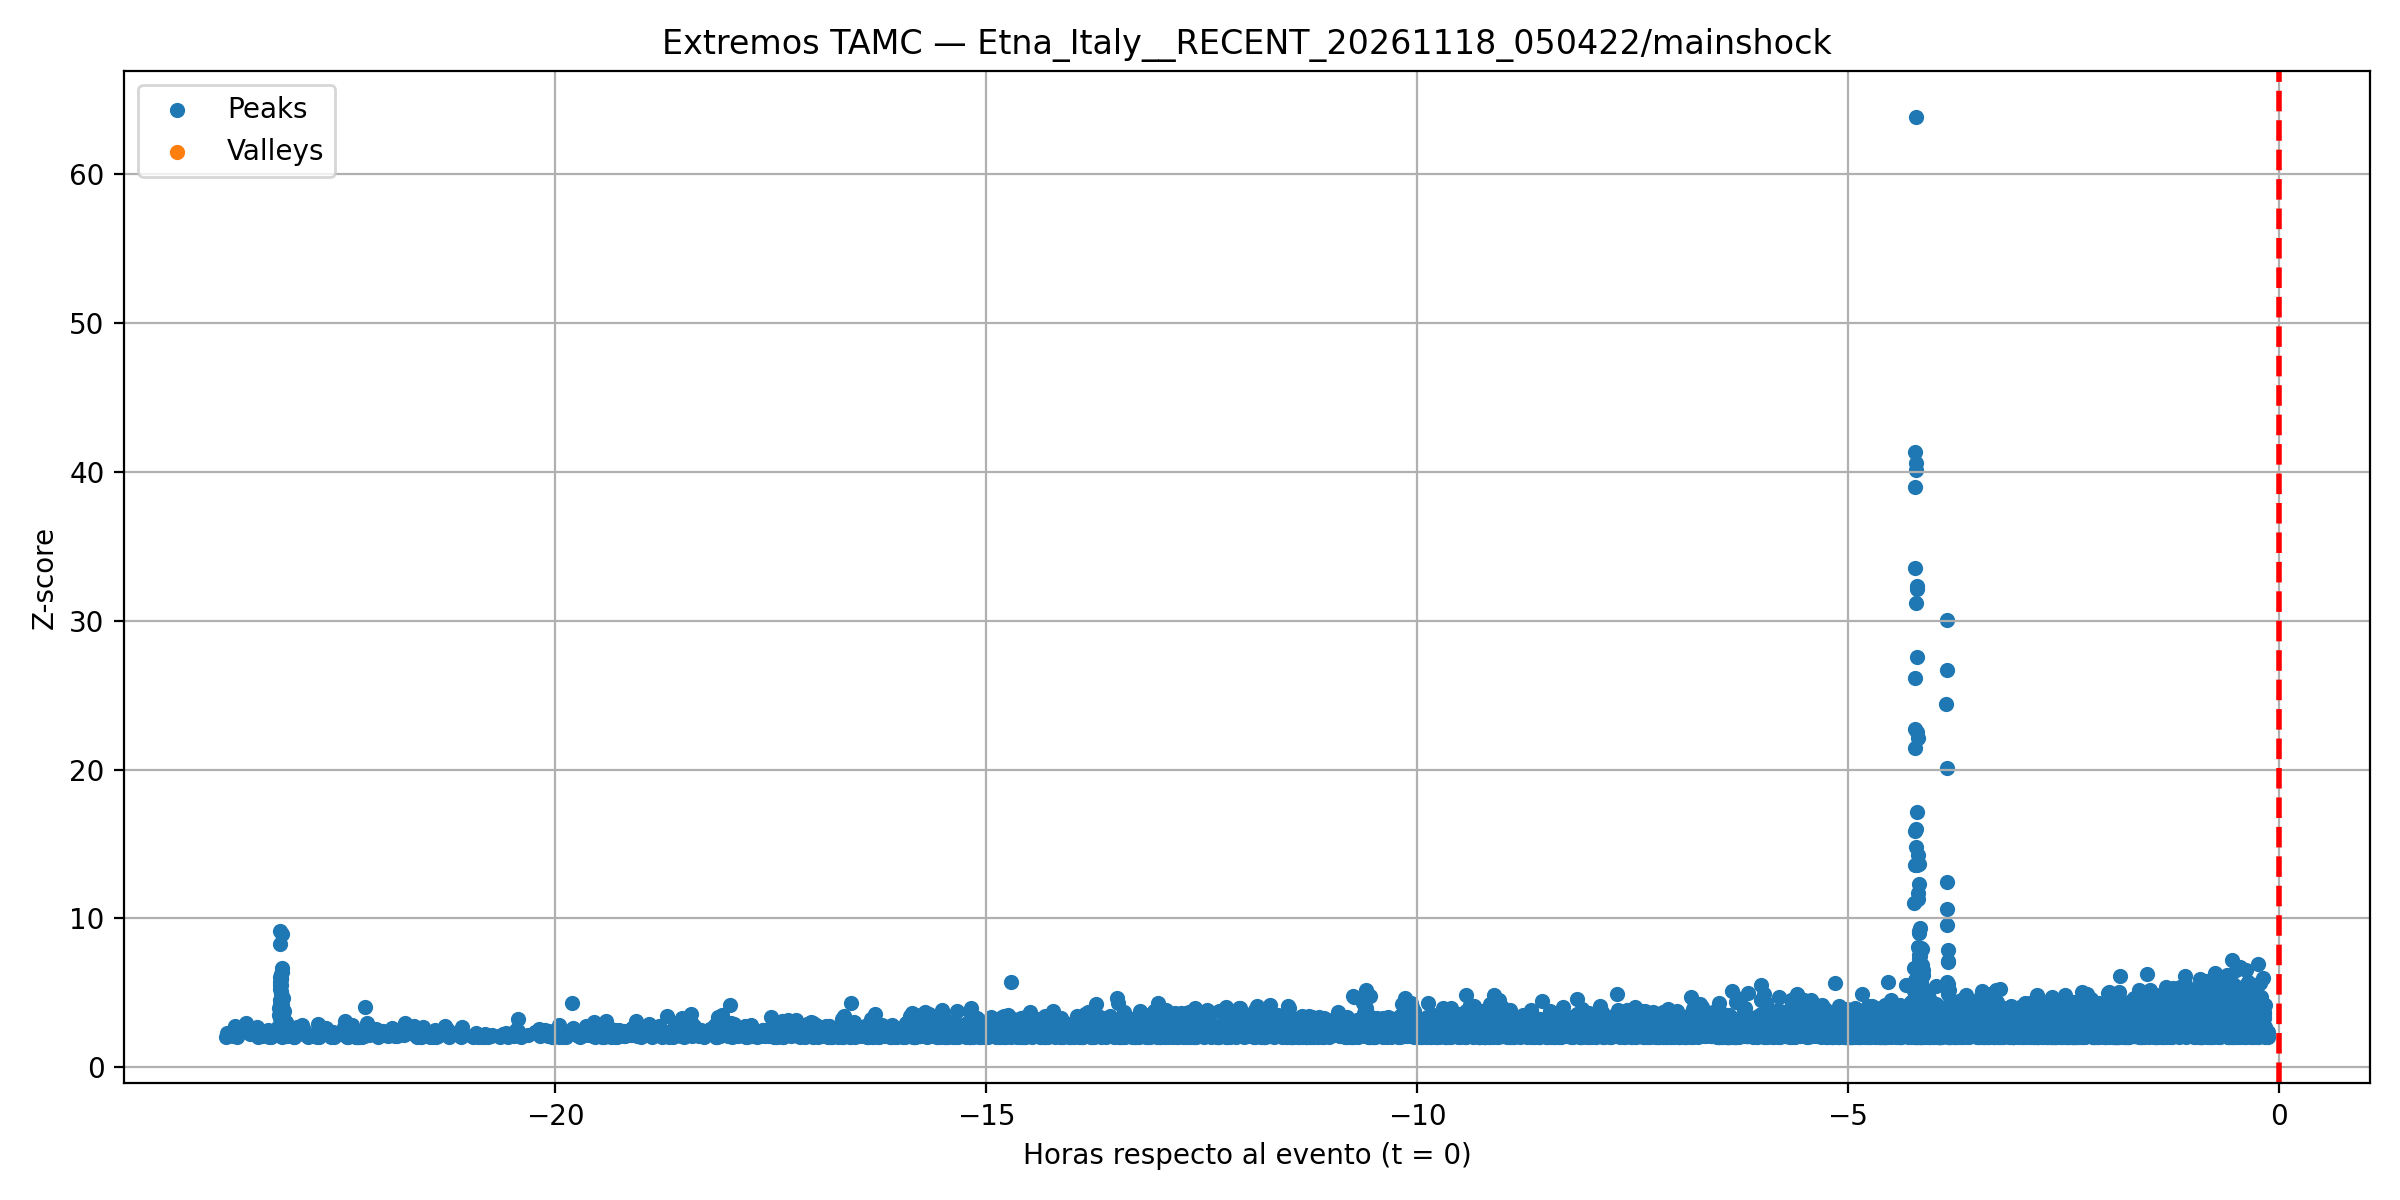 Extremos TAMC — Etna_Italy__RECENT_20261118_050422/mainshock
Peaks
Valleys
Z-score
60
50
40
30
20
10
0
−20
−15
−10
−5
0
Horas respecto al evento (t = 0)